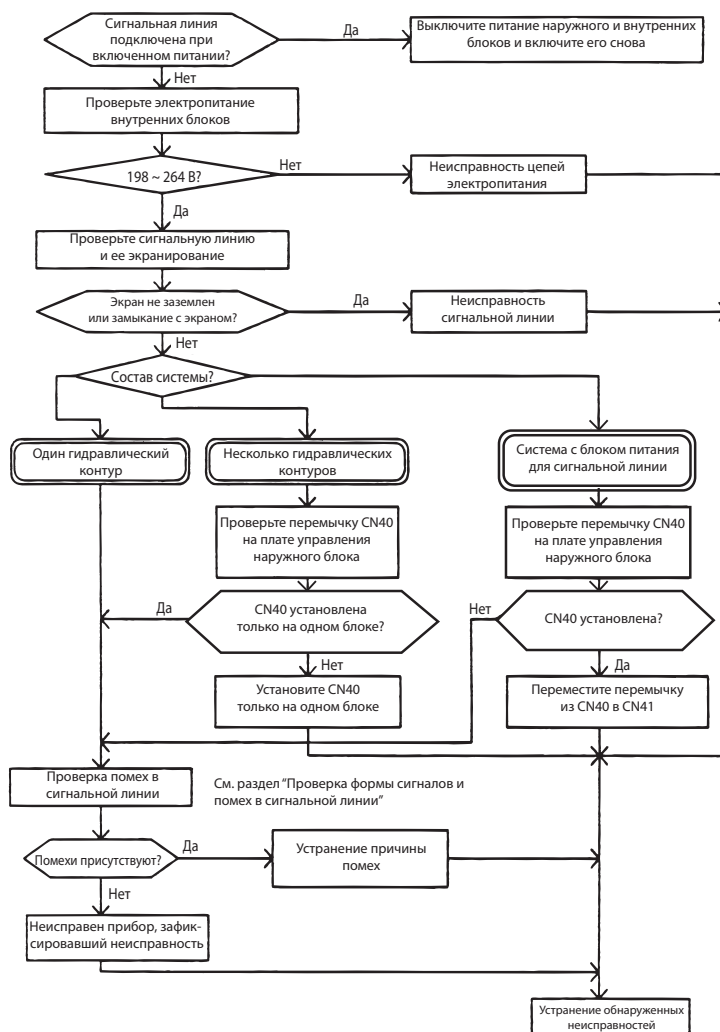 Сигнальная линия
подключена при
включенном питании?
Да
Выключите питание наружного и внутренних
блоков и включите его снова
Нет
Проверьте электропитание
внутренних блоков
198 ~ 264 В?
Нет
Неисправность цепей
электропитания
Да
Проверьте сигнальную линию
и ее экранирование
Экран не заземлен
или замыкание с экраном?
Да
Неисправность
сигнальной линии
Нет
Состав системы?
Один гидравлический
контур
Несколько гидравлических
контуров
Система с блоком питания
для сигнальной линии
Проверьте перемычку CN40
на плате управления
наружного блока
Проверьте перемычку CN40
на плате управления
наружного блока
Да
CN40 установлена
только на одном блоке?
Нет
CN40 установлена?
Нет
Да
Установите CN40
только на одном блоке
Переместите перемычку
из CN40 в CN41
Проверка помех в
сигнальной линии
См. раздел "Проверка формы сигналов и
помех в сигнальной линии"
Помехи присутствуют?
Да
Устранение причины
помех
Нет
Неисправен прибор, зафик-
сировавший неисправность
Устранение обнаруженных
неисправностей